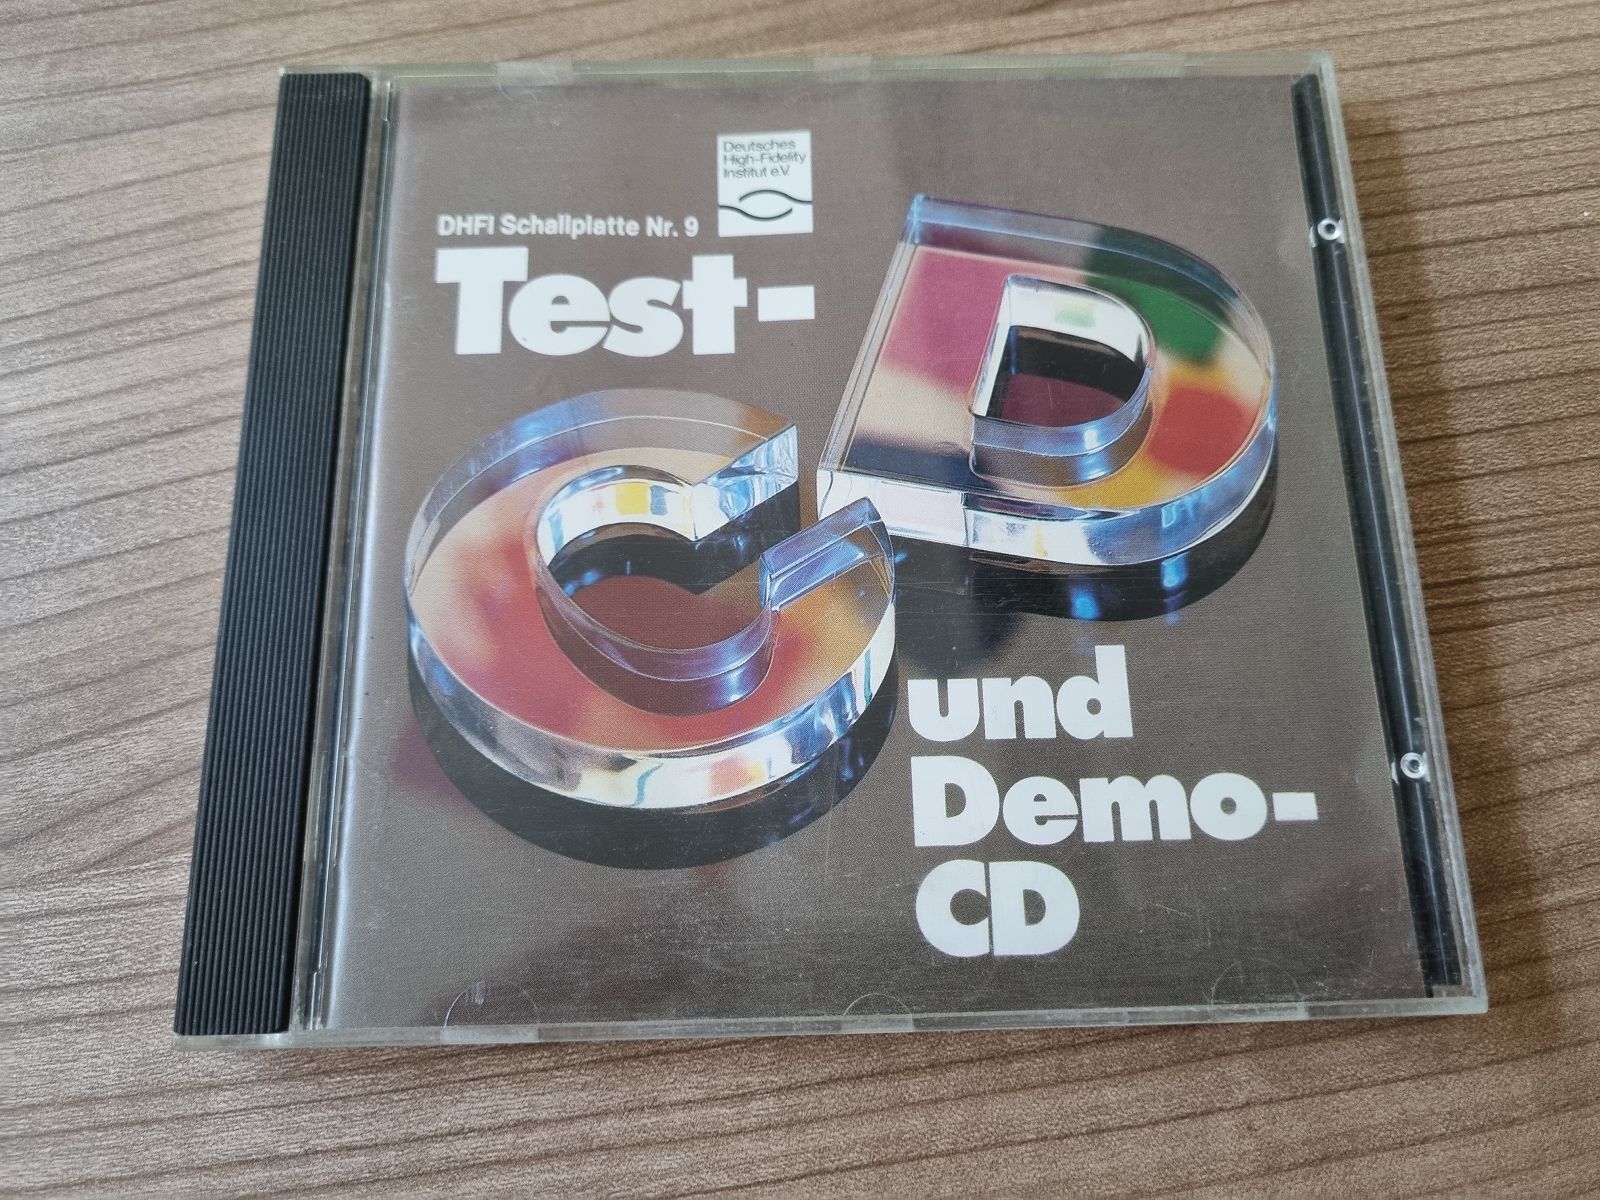 Deutsches
High-Fidelity
Institut e.V.
DHFI Schallplatte Nr. 9
Test-
CD
und
Demo-
CD